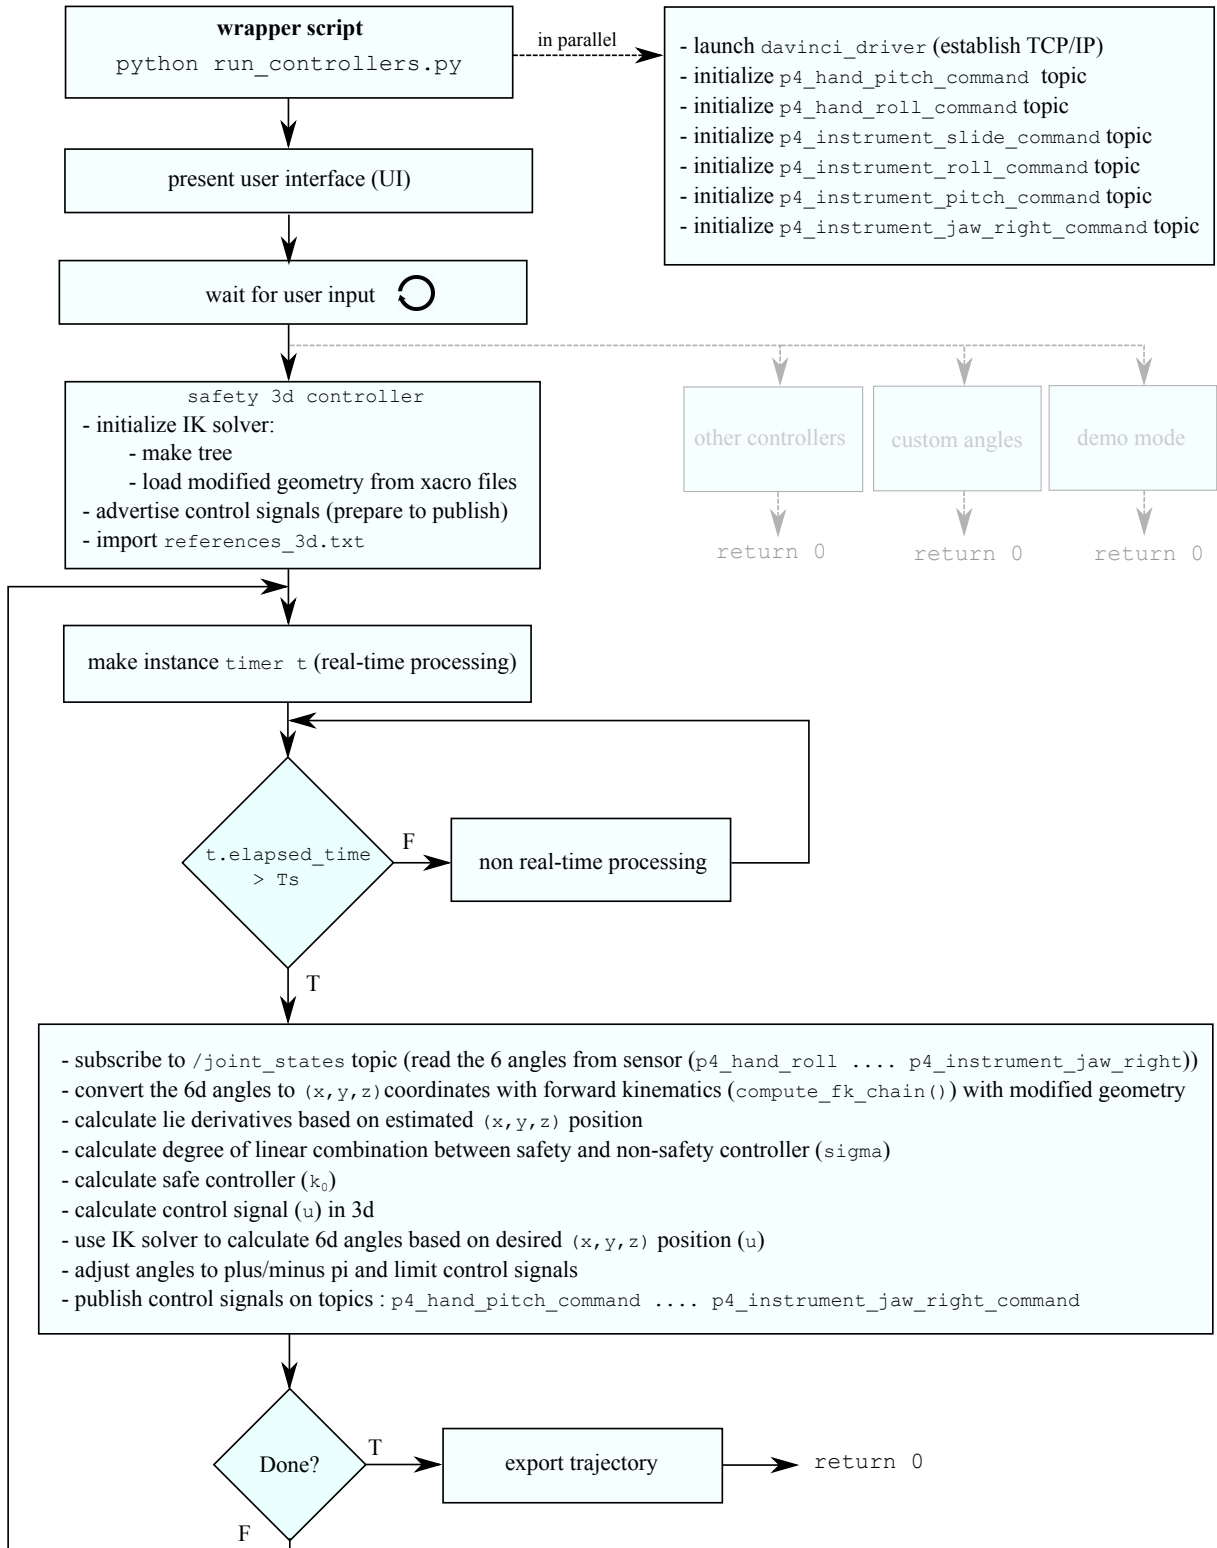 wrapper script
python run_controllers.py
in parallel
- launch davinci_driver (establish TCP/IP)
- initialize p4_hand_pitch_command topic
- initialize p4_hand_roll_command topic
- initialize p4_instrument_slide_command topic
- initialize p4_instrument_roll_command topic
- initialize p4_instrument_pitch_command topic
- initialize p4_instrument_jaw_right_command topic
present user interface (UI)
wait for user input
safety 3d controller
- initialize IK solver:
- make tree
- load modified geometry from xacro files
- advertise control signals (prepare to publish)
- import references_3d.txt
other controllers
custom angles
demo mode
return 0
return 0
return 0
make instance timer t (real-time processing)
t.elapsed_time
> Ts
F
non real-time processing
T
- subscribe to /joint_states topic (read the 6 angles from sensor (p4_hand_roll .... p4_instrument_jaw_right))
- convert the 6d angles to (x,y,z) coordinates with forward kinematics (compute_fk_chain()) with modified geometry
- calculate lie derivatives based on estimated (x,y,z) position
- calculate degree of linear combination between safety and non-safety controller (sigma)
- calculate safe controller (k₀)
- calculate control signal (u) in 3d
- use IK solver to calculate 6d angles based on desired (x,y,z) position (u)
- adjust angles to plus/minus pi and limit control signals
- publish control signals on topics : p4_hand_pitch_command .... p4_instrument_jaw_right_command
Done?
T
export trajectory
return 0
F